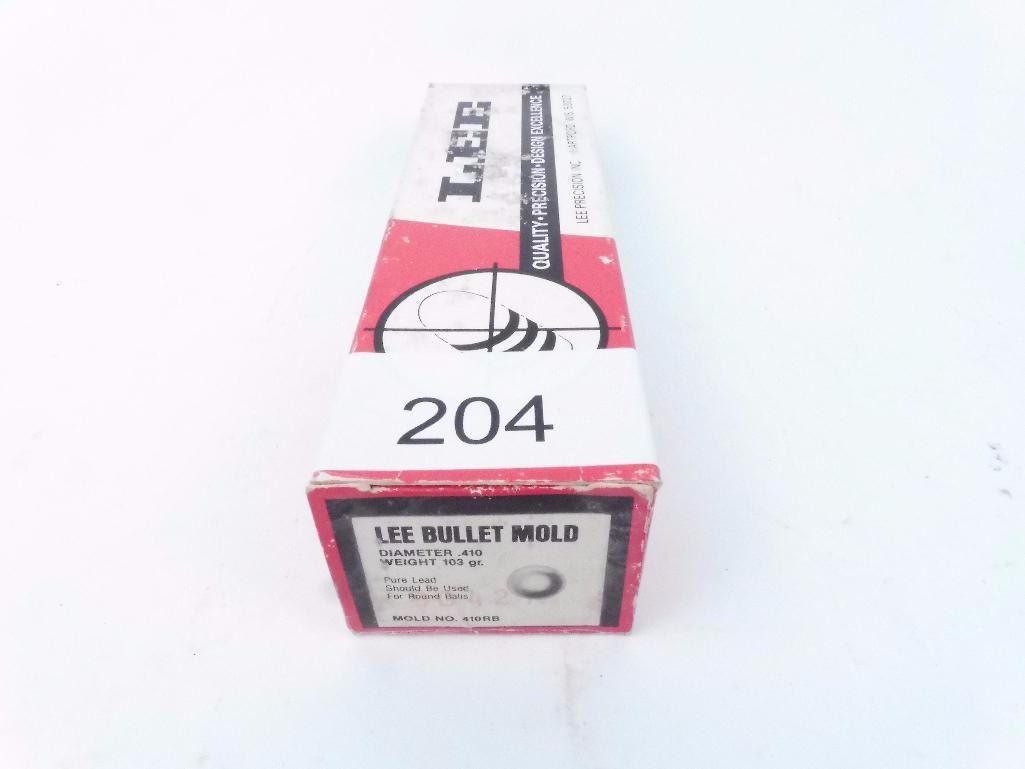 LEE
QUALITY • PRECISION • DESIGN EXCELLENCE
LEE PRECISION INC HARTFORD, WIS 53027
204
LEE BULLET MOLD
DIAMETER .410
WEIGHT 103 gr.
Pure Lead
Should Be Used
For Round Balls
MOLD NO. 410RB